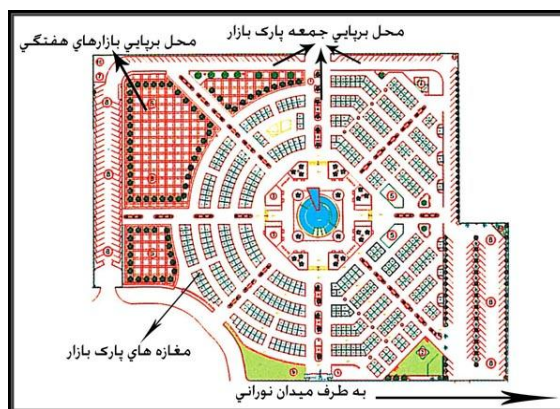 محل برپايي جمعه پارک بازار
محل برپايي بازارهاي هفتگي
مغازه هاي پارک بازار
به طرف ميدان نوراني